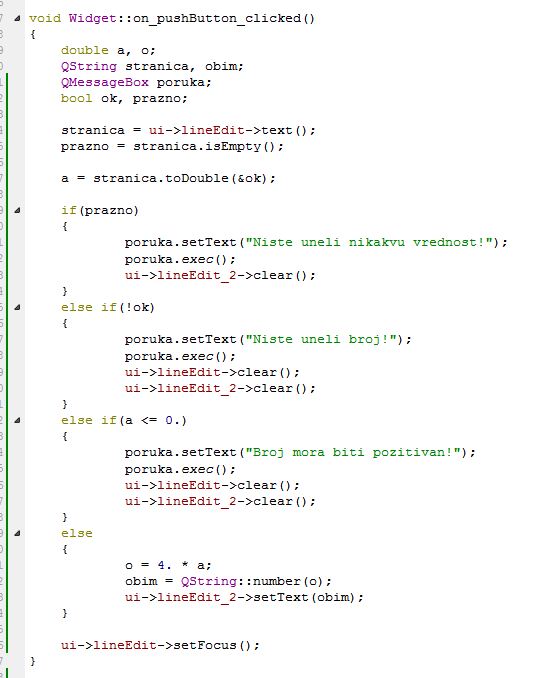 void Widget::on_pushButton_clicked()
{
    double a, o;
    QString stranica, obim;
    QMessageBox poruka;
    bool ok, prazno;

    stranica = ui->lineEdit->text();
    prazno = stranica.isEmpty();

    a = stranica.toDouble(&ok);

    if(prazno)
    {
            poruka.setText("Niste uneli nikakvu vrednost!");
            poruka.exec();
            ui->lineEdit_2->clear();
    }
    else if(!ok)
    {
            poruka.setText("Niste uneli broj!");
            poruka.exec();
            ui->lineEdit->clear();
            ui->lineEdit_2->clear();
    }
    else if(a <= 0.)
    {
            poruka.setText("Broj mora biti pozitivan!");
            poruka.exec();
            ui->lineEdit->clear();
            ui->lineEdit_2->clear();
    }
    else
    {
            o = 4. * a;
            obim = QString::number(o);
            ui->lineEdit_2->setText(obim);
    }

    ui->lineEdit->setFocus();
}